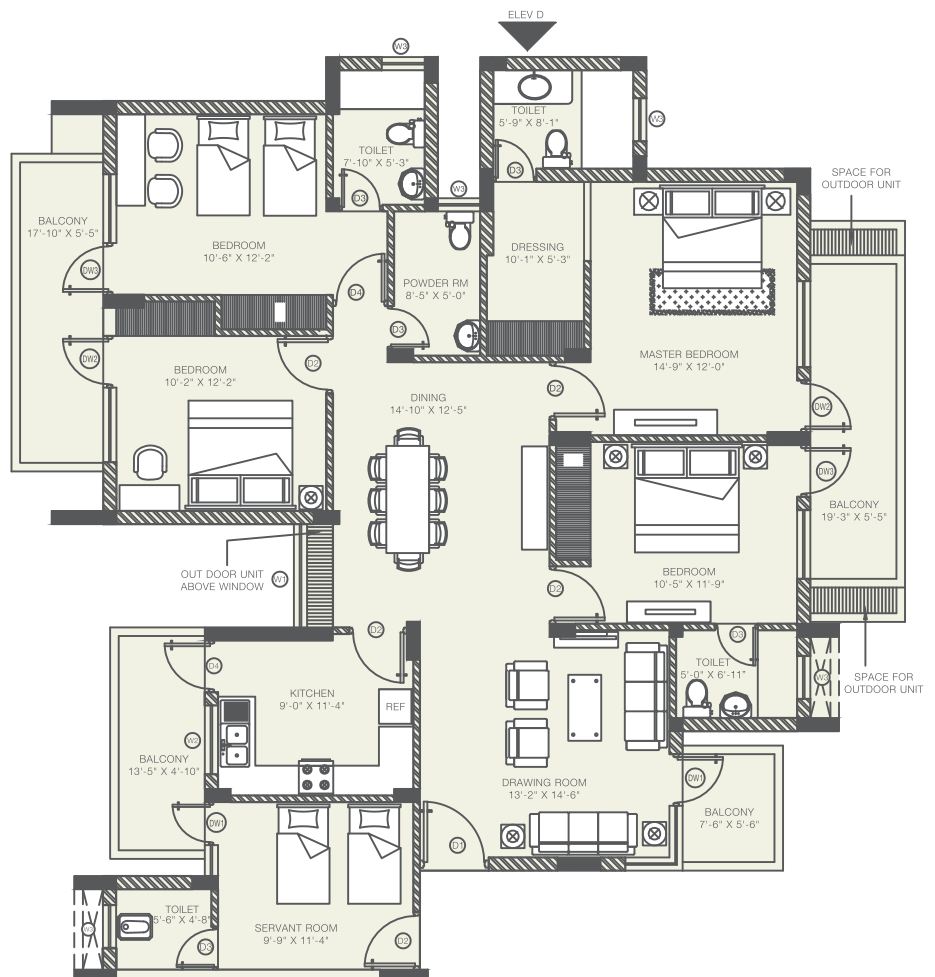 ELEV D
W3
TOILET
5'-9" X 8'-1"
W3
TOILET
7'-10" X 5'-3"
D3
D3
W3
SPACE FOR
OUTDOOR UNIT
BALCONY
17'-10" X 5'-5"
BEDROOM
10'-6" X 12'-2"
DRESSING
10'-1" X 5'-3"
DW3
D4
POWDER RM
8'-5" X 5'-0"
D3
DW2
D2
MASTER BEDROOM
14'-9" X 12'-0"
BEDROOM
10'-2" X 12'-2"
D2
DINING
14'-10" X 12'-5"
DW2
DW3
BALCONY
19'-3" X 5'-5"
OUT DOOR UNIT
ABOVE WINDOW
W1
BEDROOM
10'-5" X 11'-9"
D2
D2
D3
D4
TOILET
5'-0" X 6'-11"
W3
SPACE FOR
OUTDOOR UNIT
KITCHEN
9'-0" X 11'-4"
REF
W2
BALCONY
13'-5" X 4'-10"
DRAWING ROOM
13'-2" X 14'-6"
DW1
BALCONY
7'-6" X 5'-6"
DW1
D1
TOILET
5'-6" X 4'-8"
W3
D3
SERVANT ROOM
9'-9" X 11'-4"
D2